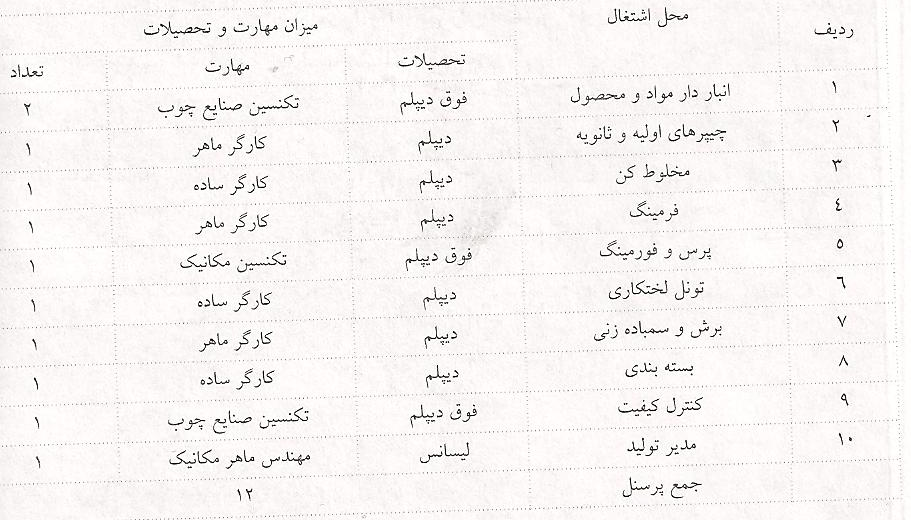 ردیف محل اشتغال میزان مهارت و تحصیلات
تحصیلات مهارت تعداد
۱ انبار دار مواد و محصول فوق دیپلم تکنسین صنایع چوب ۲
۲ چیپرهای اولیه و ثانویه دیپلم کارگر ماهر ۱
۳ مخلوط کن دیپلم کارگر ساده ۱
٤ فرمینگ دیپلم کارگر ماهر ۱
٥ پرس و فورمینگ فوق دیپلم تکنسین مکانیک ۱
٦ تونل لختکاری دیپلم کارگر ساده ۱
۷ برش و سمباده زنی دیپلم کارگر ماهر ۱
۸ بسته بندی دیپلم کارگر ساده ۱
۹ کنترل کیفیت فوق دیپلم تکنسین صنایع چوب ۱
۱۰ مدیر تولید لیسانس مهندس ماهر مکانیک ۱
جمع پرسنل ۱۲